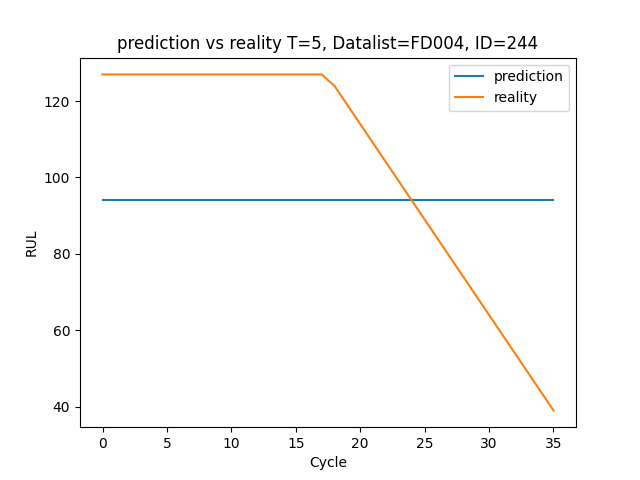 prediction vs reality T=5, Datalist=FD004, ID=244
prediction
reality
120
100
80
60
40
RUL
0 5 10 15 20 25 30 35
Cycle